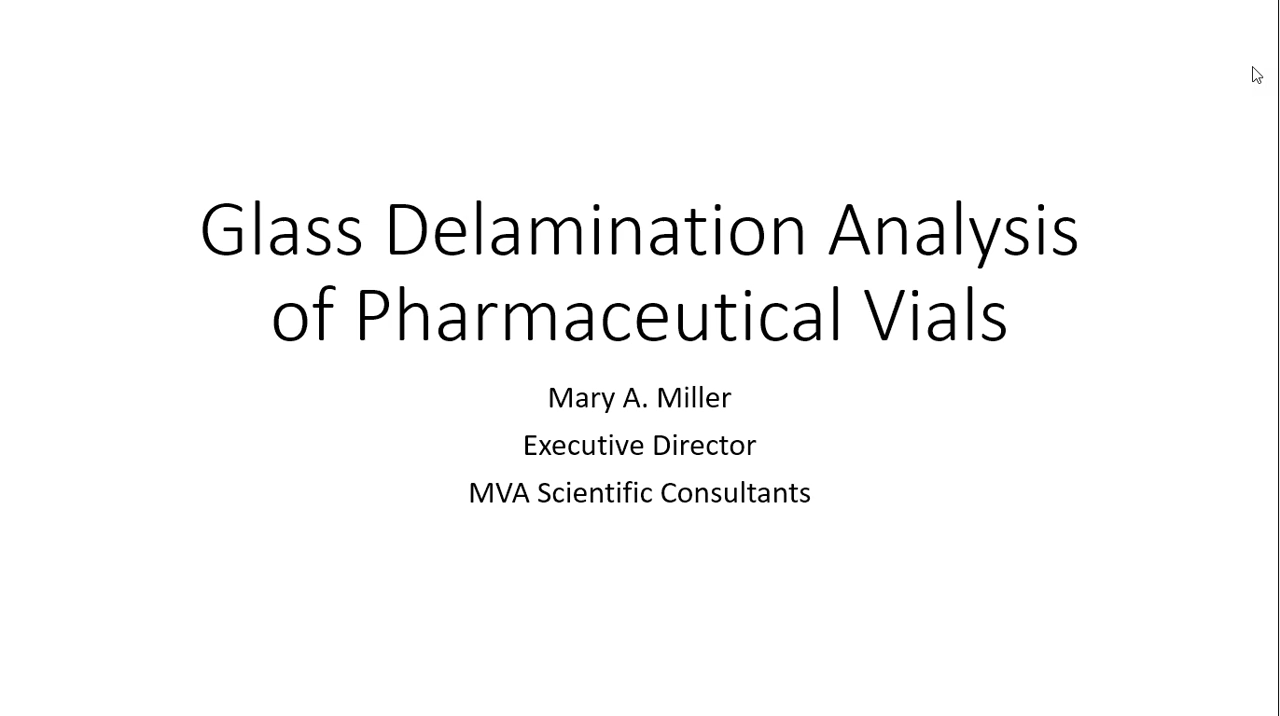 Glass Delamination Analysis
of Pharmaceutical Vials
Mary A. Miller
Executive Director
MVA Scientific Consultants